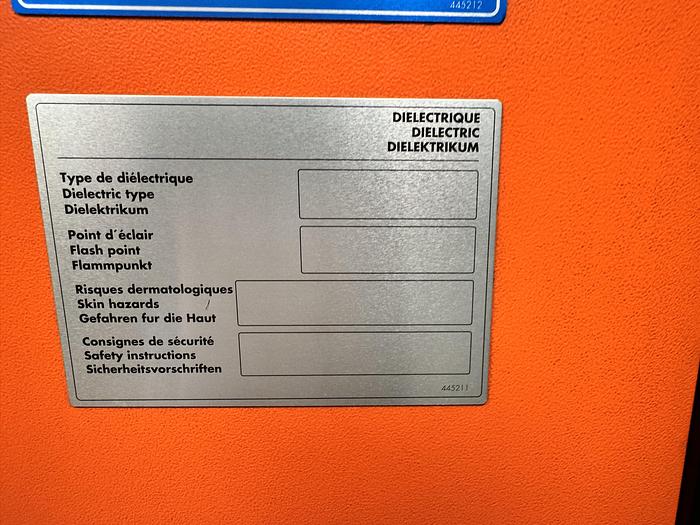 445212
DIELECTRIQUE
DIELECTRIC
DIELEKTRIKUM
Type de diélectrique
Dielectric type
Dielektrikum
Point d'éclair
Flash point
Flammpunkt
Risques dermatologiques
Skin hazards
Gefahren fur die Haut
Consignes de sécurité
Safety instructions
Sicherheitsvorschriften
445211